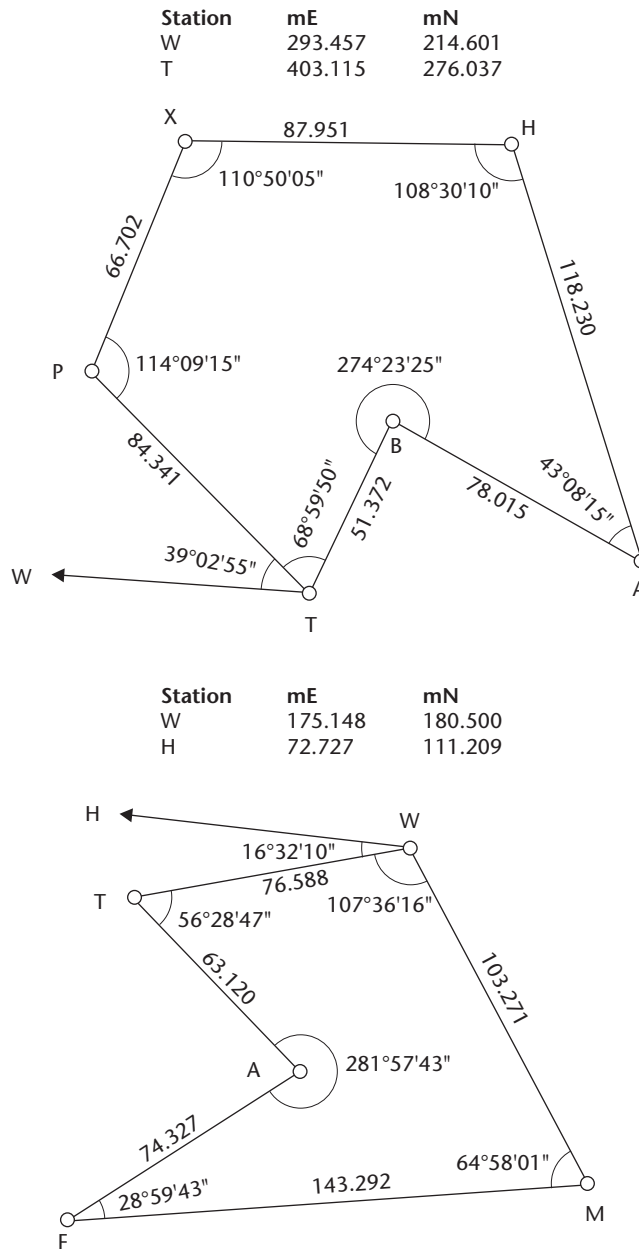 Station mE mN
W 293.457 214.601
T 403.115 276.037
X
87.951
H
110°50'05"
108°30'10"
66.702
118.230
P
114°09'15"
274°23'25"
84.341
B
68°59'50"
51.372
78.015
43°08'15"
39°02'55"
W
A
T
Station mE mN
W 175.148 180.500
H 72.727 111.209
H
W
16°32'10"
76.588
T
107°36'16"
56°28'47"
63.120
103.271
A
281°57'43"
74.327
64°58'01"
28°59'43"
143.292
M
F